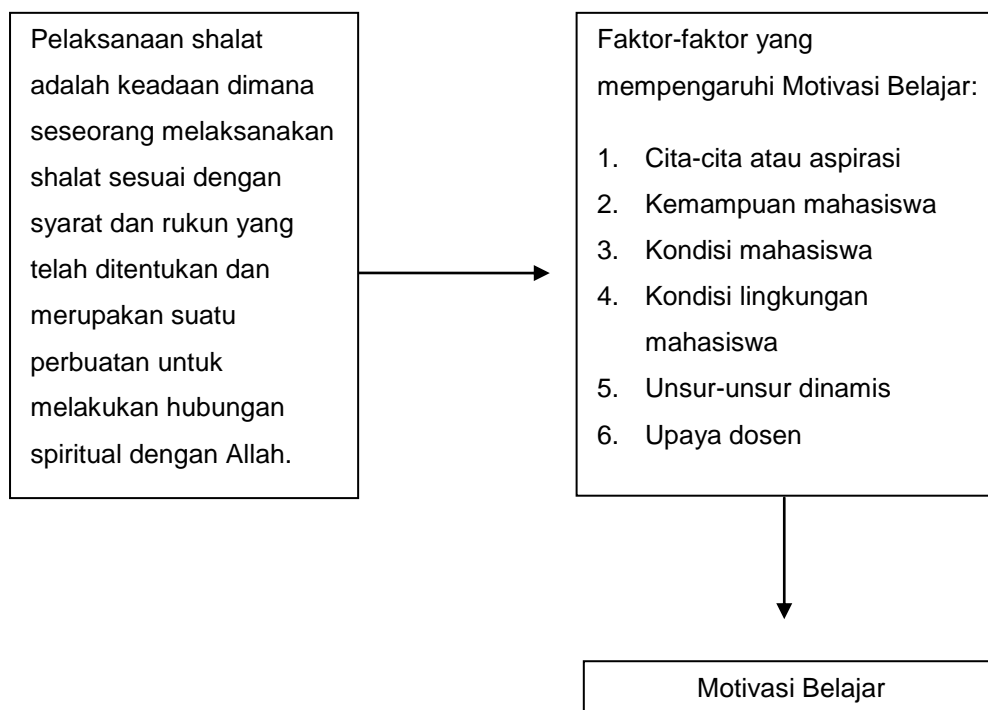 Pelaksanaan shalat
adalah keadaan dimana
seseorang melaksanakan
shalat sesuai dengan
syarat dan rukun yang
telah ditentukan dan
merupakan suatu
perbuatan untuk
melakukan hubungan
spiritual dengan Allah.
Faktor-faktor yang
mempengaruhi Motivasi Belajar:
1. Cita-cita atau aspirasi
2. Kemampuan mahasiswa
3. Kondisi mahasiswa
4. Kondisi lingkungan
mahasiswa
5. Unsur-unsur dinamis
6. Upaya dosen
Motivasi Belajar